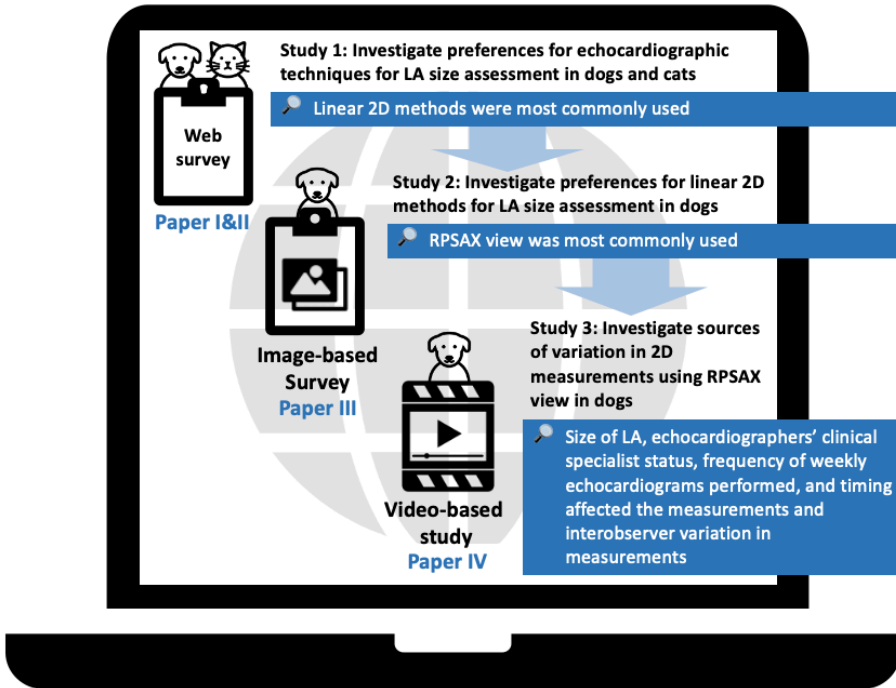 Study 1: Investigate preferences for echocardiographic
techniques for LA size assessment in dogs and cats
Linear 2D methods were most commonly used
Web
survey
Paper I&II
Study 2: Investigate preferences for linear 2D
methods for LA size assessment in dogs
RPSAX view was most commonly used
Image-based
Survey
Paper III
Study 3: Investigate sources
of variation in 2D
measurements using RPSAX
view in dogs
Size of LA, echocardiographers’ clinical
specialist status, frequency of weekly
echocardiograms performed, and timing
affected the measurements and
interobserver variation in
measurements
Video-based
study
Paper IV